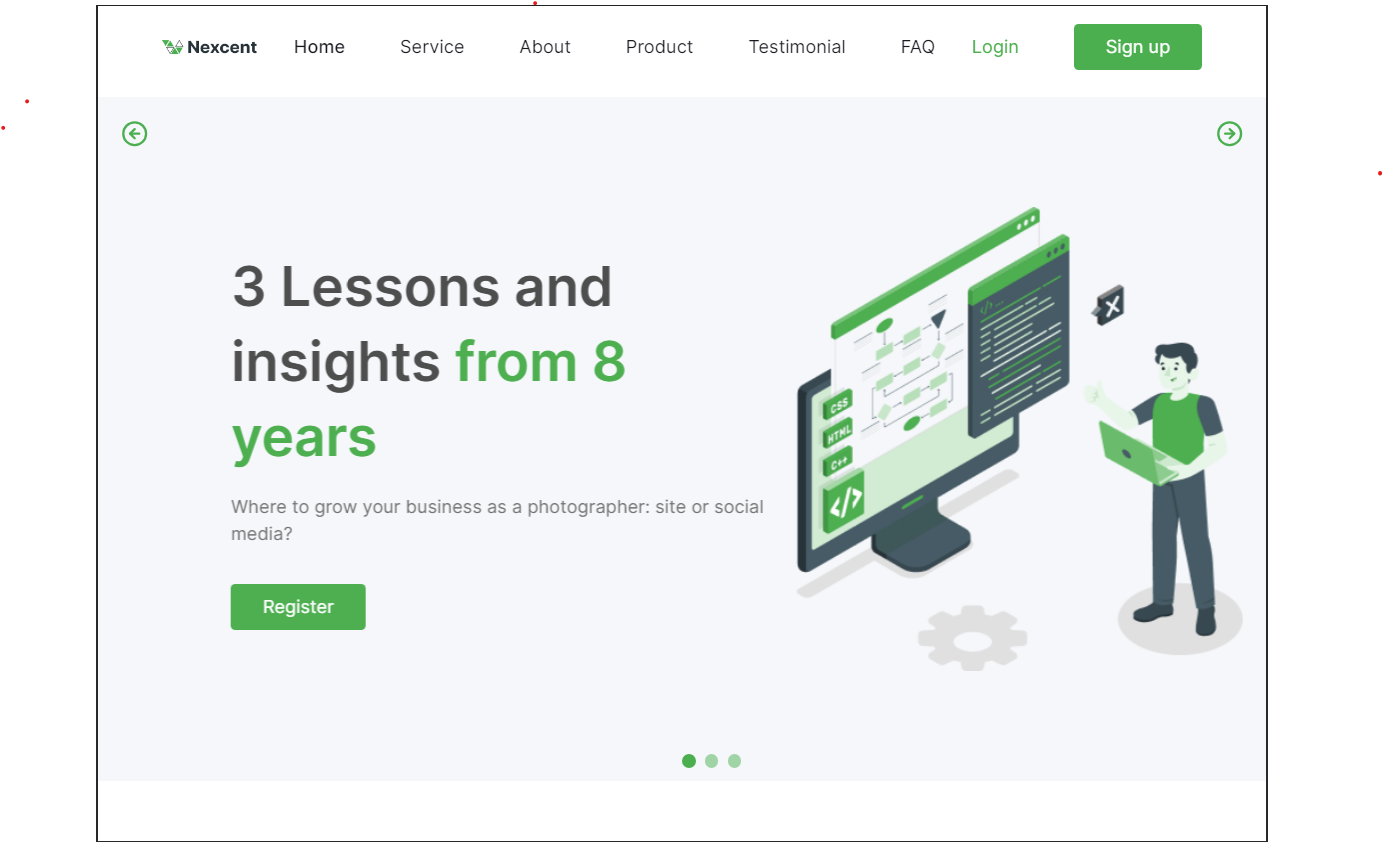 Nexcent Home Service About Product Testimonial FAQ Login Sign up
3 Lessons and
insights from 8
years
Where to grow your business as a photographer: site or social
media?
Register
CSS
HTML
C++
</>
</>